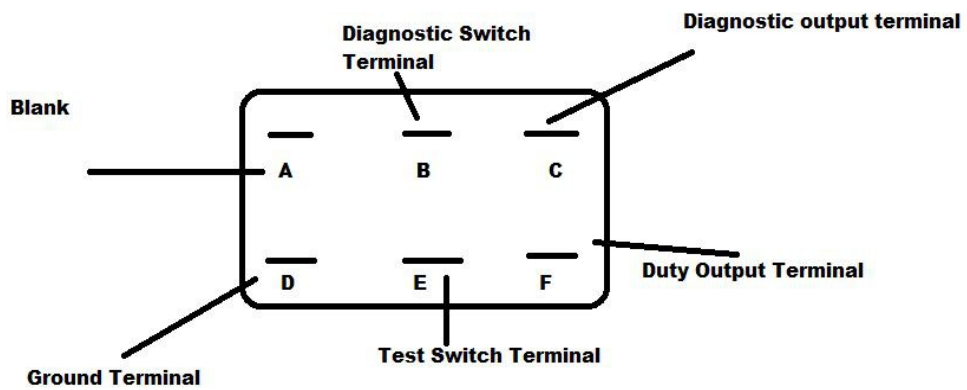 Diagnostic output terminal
Diagnostic Switch
Terminal
Blank
A
B
C
Duty Output Terminal
D
E
F
Test Switch Terminal
Ground Terminal